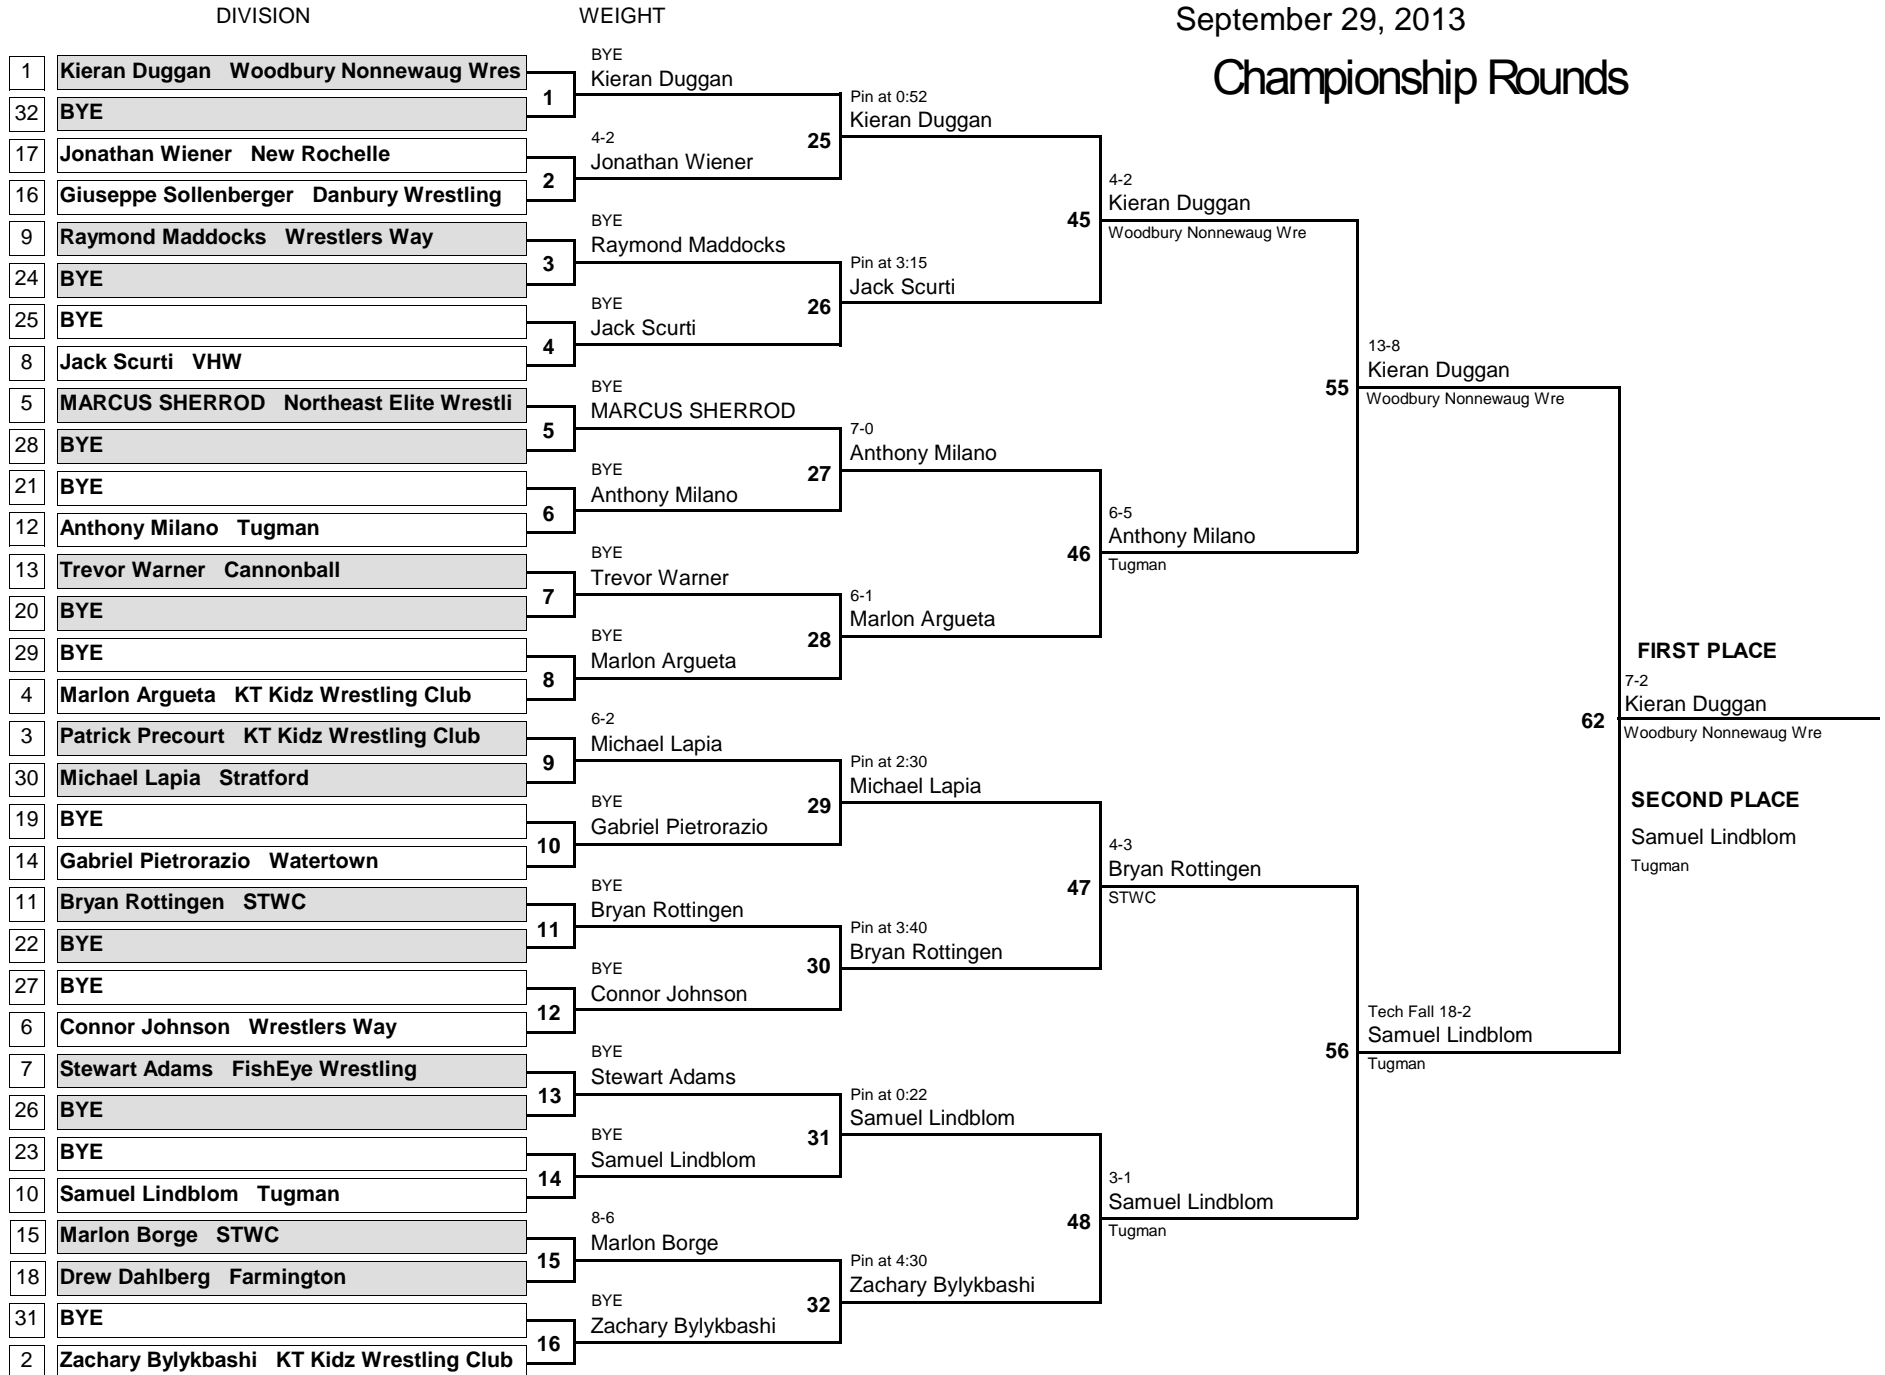 DIVISION WEIGHT September 29, 2013
Championship Rounds
1 Kieran Duggan Woodbury Nonnewaug Wres
32 BYE
17 Jonathan Wiener New Rochelle
16 Giuseppe Sollenberger Danbury Wrestling
9 Raymond Maddocks Wrestlers Way
24 BYE
25 BYE
8 Jack Scurti VHW
5 MARCUS SHERROD Northeast Elite Wrestli
28 BYE
21 BYE
12 Anthony Milano Tugman
13 Trevor Warner Cannonball
20 BYE
29 BYE
4 Marlon Argueta KT Kidz Wrestling Club
3 Patrick Precourt KT Kidz Wrestling Club
30 Michael Lapia Stratford
19 BYE
14 Gabriel Pietrorazio Watertown
11 Bryan Rottingen STWC
22 BYE
27 BYE
6 Connor Johnson Wrestlers Way
7 Stewart Adams FishEye Wrestling
26 BYE
23 BYE
10 Samuel Lindblom Tugman
15 Marlon Borge STWC
18 Drew Dahlberg Farmington
31 BYE
2 Zachary Bylykbashi KT Kidz Wrestling Club
1
2
3
4
5
6
7
8
9
10
11
12
13
14
15
16
BYE
Kieran Duggan
4-2
Jonathan Wiener
BYE
Raymond Maddocks
BYE
Jack Scurti
BYE
MARCUS SHERROD
BYE
Anthony Milano
BYE
Trevor Warner
BYE
Marlon Argueta
6-2
Michael Lapia
BYE
Gabriel Pietrorazio
BYE
Bryan Rottingen
BYE
Connor Johnson
BYE
Stewart Adams
BYE
Samuel Lindblom
8-6
Marlon Borge
BYE
Zachary Bylykbashi
25
26
27
28
29
30
31
32
Pin at 0:52
Kieran Duggan
Pin at 3:15
Jack Scurti
7-0
Anthony Milano
6-1
Marlon Argueta
Pin at 2:30
Michael Lapia
Pin at 3:40
Bryan Rottingen
Pin at 0:22
Samuel Lindblom
Pin at 4:30
Zachary Bylykbashi
45
46
47
48
4-2
Kieran Duggan
Woodbury Nonnewaug Wre
6-5
Anthony Milano
Tugman
4-3
Bryan Rottingen
STWC
3-1
Samuel Lindblom
Tugman
55
56
13-8
Kieran Duggan
Woodbury Nonnewaug Wre
Tech Fall 18-2
Samuel Lindblom
Tugman
62
FIRST PLACE
7-2
Kieran Duggan
Woodbury Nonnewaug Wre
SECOND PLACE
Samuel Lindblom
Tugman